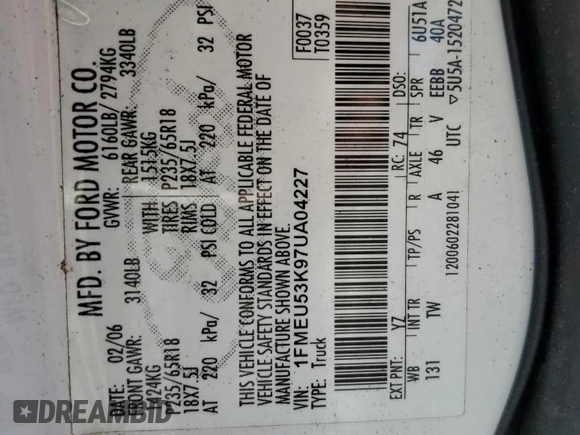 MFD. BY FORD MOTOR CO.
02/06 GVWR: 6160LB/ 2794KG
FRONT GAWR: 3140LB REAR GAWR: 3340LB
1424KG WITH 1515KG
P235/65R18 TIRES P235/65R18
18X7.5J RIMS 18X7.5J
AT 220 kPa/ 32 PSI COLD AT 220 kPa/ 32 PSI
THIS VEHICLE CONFORMS TO ALL APPLICABLE FEDERAL MOTOR
VEHICLE SAFETY STANDARDS IN EFFECT ON THE DATE OF
MANUFACTURE SHOWN ABOVE.
VIN: 1FMEU53K97UA04227
TYPE: Truck
F0037
T0359
EXT PNT: YZ RC: 74 DSO:
WB INT TR TP/PS R AXLE TR SPR 6U51A
131 TW A 46 V EEBB 40A
1200602281041 UTC ▽5U5A-1520472
DREAMBID